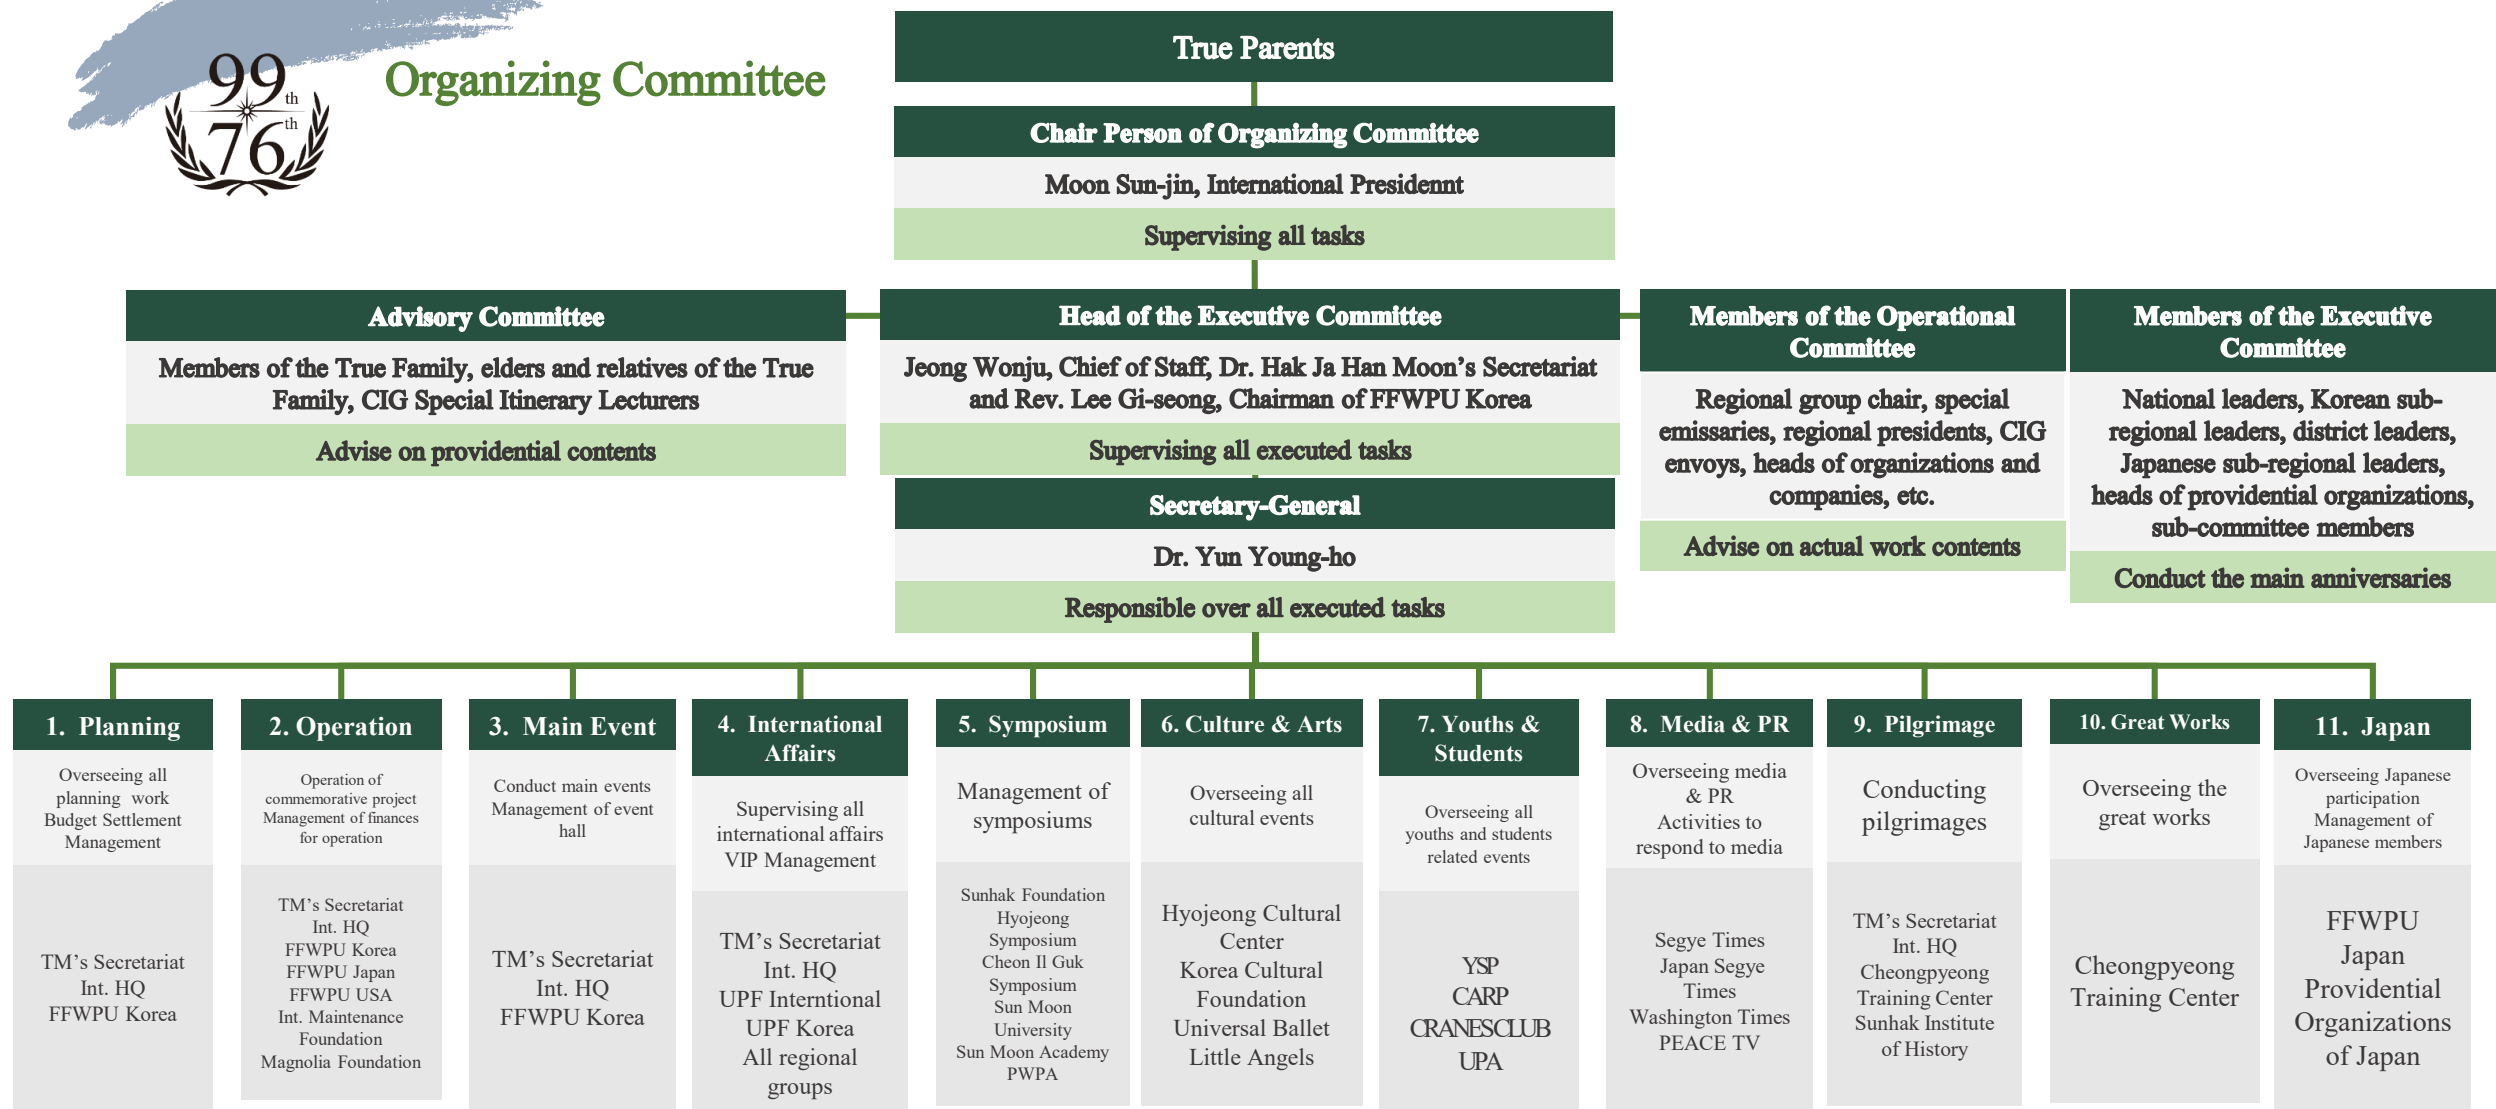 99th
76th
Organizing Committee
True Parents
Chair Person of Organizing Committee
Moon Sun-jin, International Presidennt
Supervising all tasks
Advisory Committee
Members of the True Family, elders and relatives of the True
Family, CIG Special Itinerary Lecturers
Advise on providential contents
Head of the Executive Committee
Jeong Wonju, Chief of Staff, Dr. Hak Ja Han Moon’s Secretariat
and Rev. Lee Gi-seong, Chairman of FFWPU Korea
Supervising all executed tasks
Secretary-General
Dr. Yun Young-ho
Responsible over all executed tasks
Members of the Operational
Committee
Regional group chair, special
emissaries, regional presidents, CIG
envoys, heads of organizations and
companies, etc.
Advise on actual work contents
Members of the Executive
Committee
National leaders, Korean sub-
regional leaders, district leaders,
Japanese sub-regional leaders,
heads of providential organizations,
sub-committee members
Conduct the main anniversaries
1. Planning
Overseeing all
planning work
Budget Settlement
Management
TM’s Secretariat
Int. HQ
FFWPU Korea
2. Operation
Operation of
commemorative project
Management of finances
for operation
TM’s Secretariat
Int. HQ
FFWPU Korea
FFWPU Japan
FFWPU USA
Int. Maintenance
Foundation
Magnolia Foundation
3. Main Event
Conduct main events
Management of event
hall
TM’s Secretariat
Int. HQ
FFWPU Korea
4. International
Affairs
Supervising all
international affairs
VIP Management
TM’s Secretariat
Int. HQ
UPF Interntional
UPF Korea
All regional
groups
5. Symposium
Management of
symposiums
Sunhak Foundation
Hyojeong
Symposium
Cheon Il Guk
Symposium
Sun Moon
University
Sun Moon Academy
PWPA
6. Culture & Arts
Overseeing all
cultural events
Hyojeong Cultural
Center
Korea Cultural
Foundation
Universal Ballet
Little Angels
7. Youths &
Students
Overseeing all
youths and students
related events
YSP
CARP
CRANESCLUB
UPA
8. Media & PR
Overseeing media
& PR
Activities to
respond to media
Segye Times
Japan Segye
Times
Washington Times
PEACE TV
9. Pilgrimage
Conducting
pilgrimages
TM’s Secretariat
Int. HQ
Cheongpyeong
Training Center
Sunhak Institute
of History
10. Great Works
Overseeing the
great works
Cheongpyeong
Training Center
11. Japan
Overseeing Japanese
participation
Management of
Japanese members
FFWPU
Japan
Providential
Organizations
of Japan